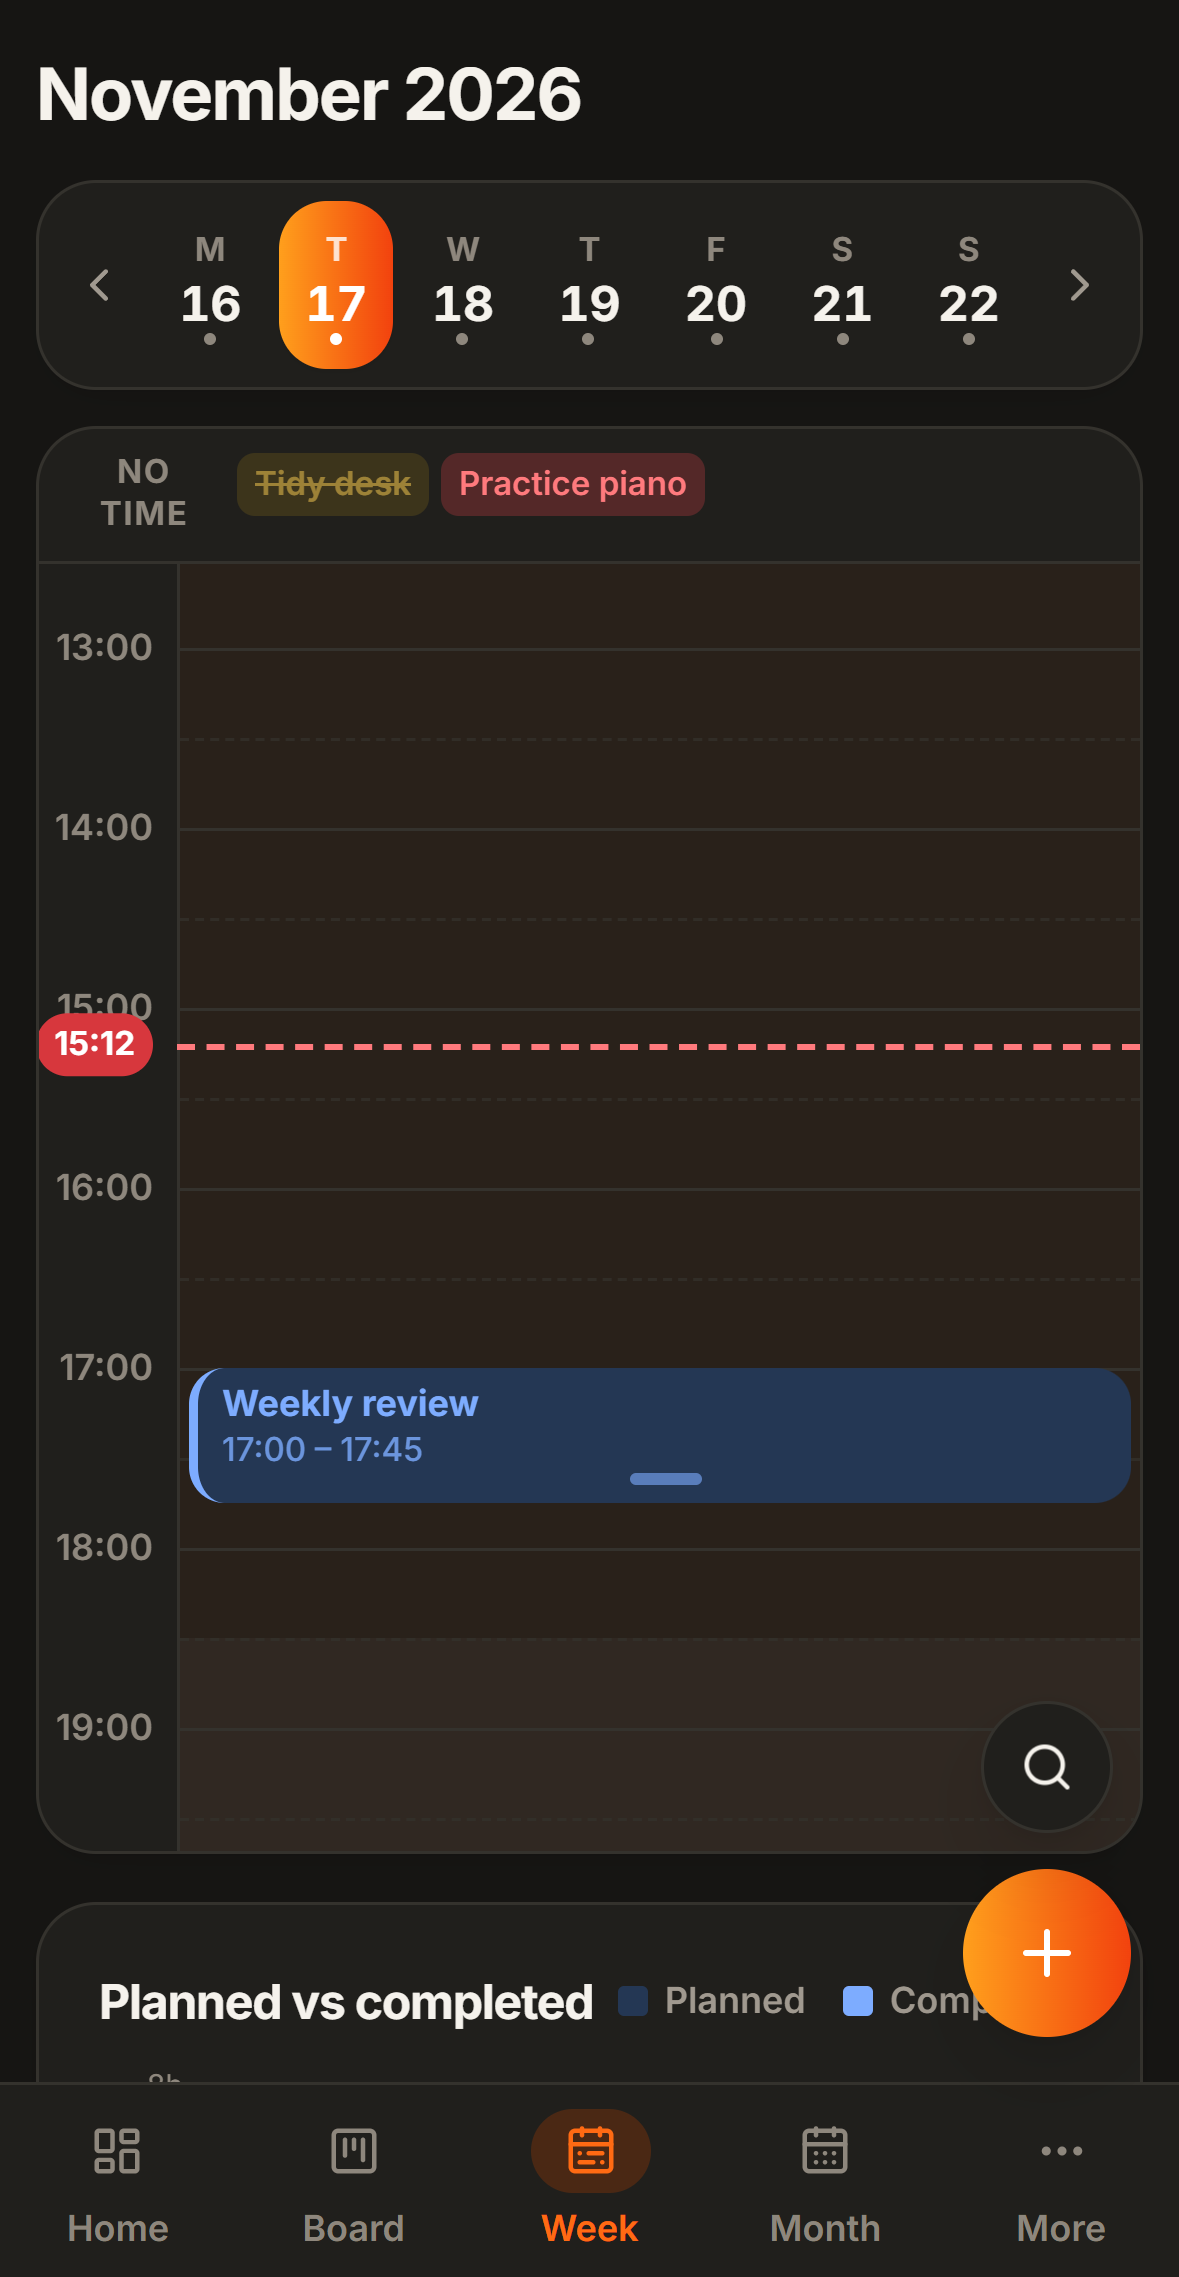 November 2026
M T W T F S S
16 17 18 19 20 21 22
NO TIME
Tidy desk Practice piano
13:00
14:00
15:00
15:12
16:00
17:00
Weekly review
17:00 – 17:45
18:00
19:00
Planned vs completed Planned
Home Board Week Month More